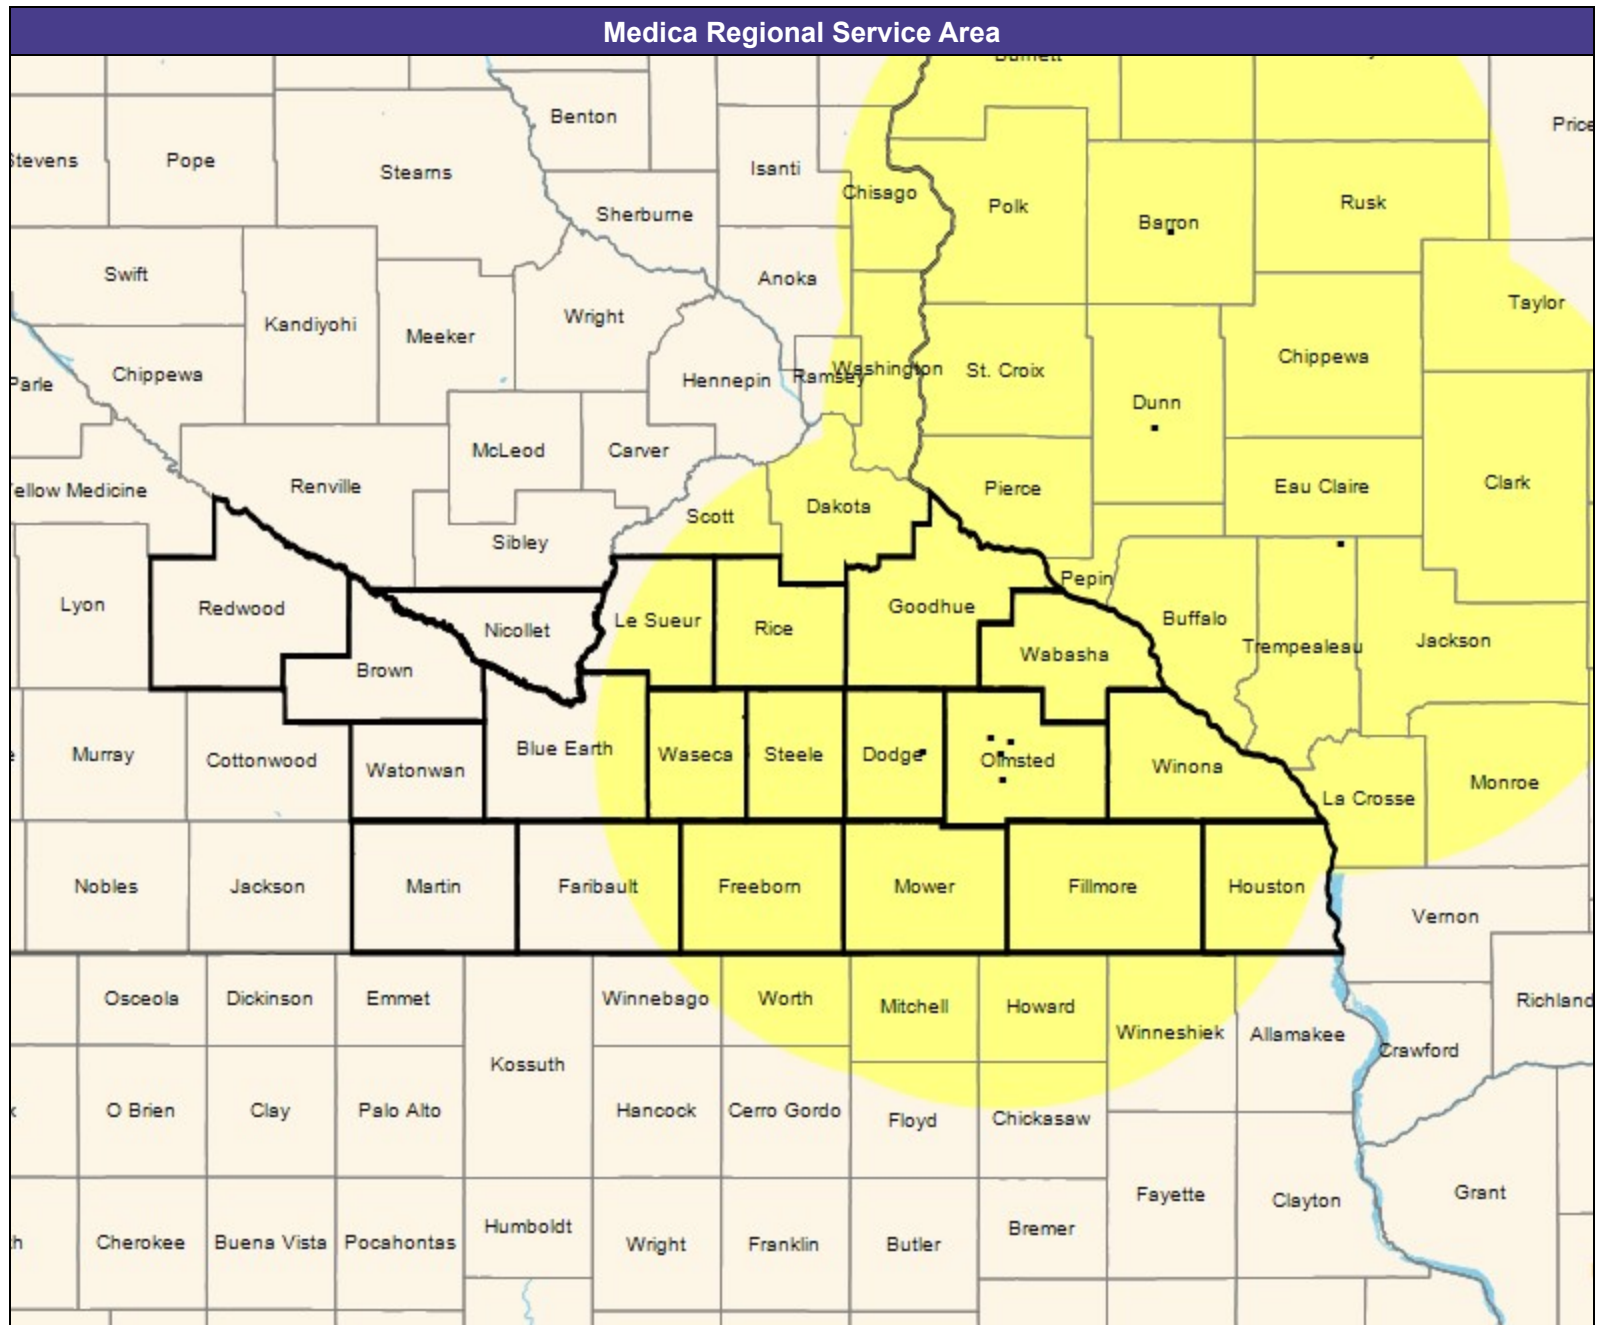 Medica Regional Service Area
Benton
Price
Stevens
Pope
Stearns
Isanti
Chisago
Polk
Barron
Rusk
Sherburne
Swift
Anoka
Taylor
Kandiyohi
Wright
Meeker
Chippewa
Parle
Chippewa
Hennepin
Ramsey
Washington
St. Croix
Dunn
McLeod
Carver
Renville
Yellow Medicine
Scott
Dakota
Pierce
Eau Claire
Clark
Sibley
Pepin
Lyon
Redwood
Nicollet
Le Sueur
Rice
Goodhue
Buffalo
Trempealeau
Jackson
Brown
Wabasha
Murray
Cottonwood
Watonwan
Blue Earth
Waseca
Steele
Dodge
Olmsted
Winona
La Crosse
Monroe
Nobles
Jackson
Martin
Faribault
Freeborn
Mower
Fillmore
Houston
Vernon
Osceola
Dickinson
Emmet
Winnebago
Worth
Mitchell
Howard
Winneshiek
Allamakee
Richland
Crawford
Kossuth
O Brien
Clay
Palo Alto
Hancock
Cerro Gordo
Floyd
Chickasaw
Fayette
Clayton
Grant
Cherokee
Buena Vista
Pocahontas
Humboldt
Wright
Franklin
Butler
Bremer